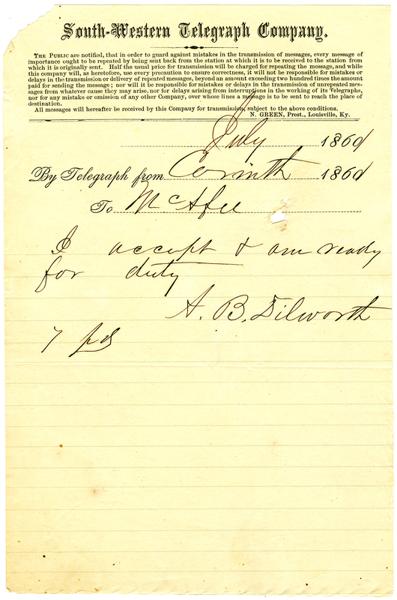 South-Western Telegraph Company.
THE PUBLIC are notified, that in order to guard against mistakes in the transmission of messages, every message of
importance ought to be repeated by being sent back from the station at which it is to be received to the station from
which it is originally sent. Half the usual price for transmission will be charged for repeating the message, and while
this company will, as heretofore, use every precaution to ensure correctness, it will not be responsible for mistakes or
delays in the transmission or delivery of repeated messages, beyond an amount exceeding two hundred times the amount
paid for sending the message; nor will it be responsible for mistakes or delays in the transmission of unrepeated mes-
sages from whatever cause they may arise, nor for delays arising from interruptions in the working of its Telegraphs,
nor for any mistake or omission of any other Company, over whose lines a message is to be sent to reach the place of
destination.
All messages will hereafter be received by this Company for transmission, subject to the above conditions.
N. GREEN, Prest., Louisville, Ky.
July 1864
By Telegraph from Corinth 1864
To McAfee
I accept & am ready
for duty
A. B. Dilworth
7 pd